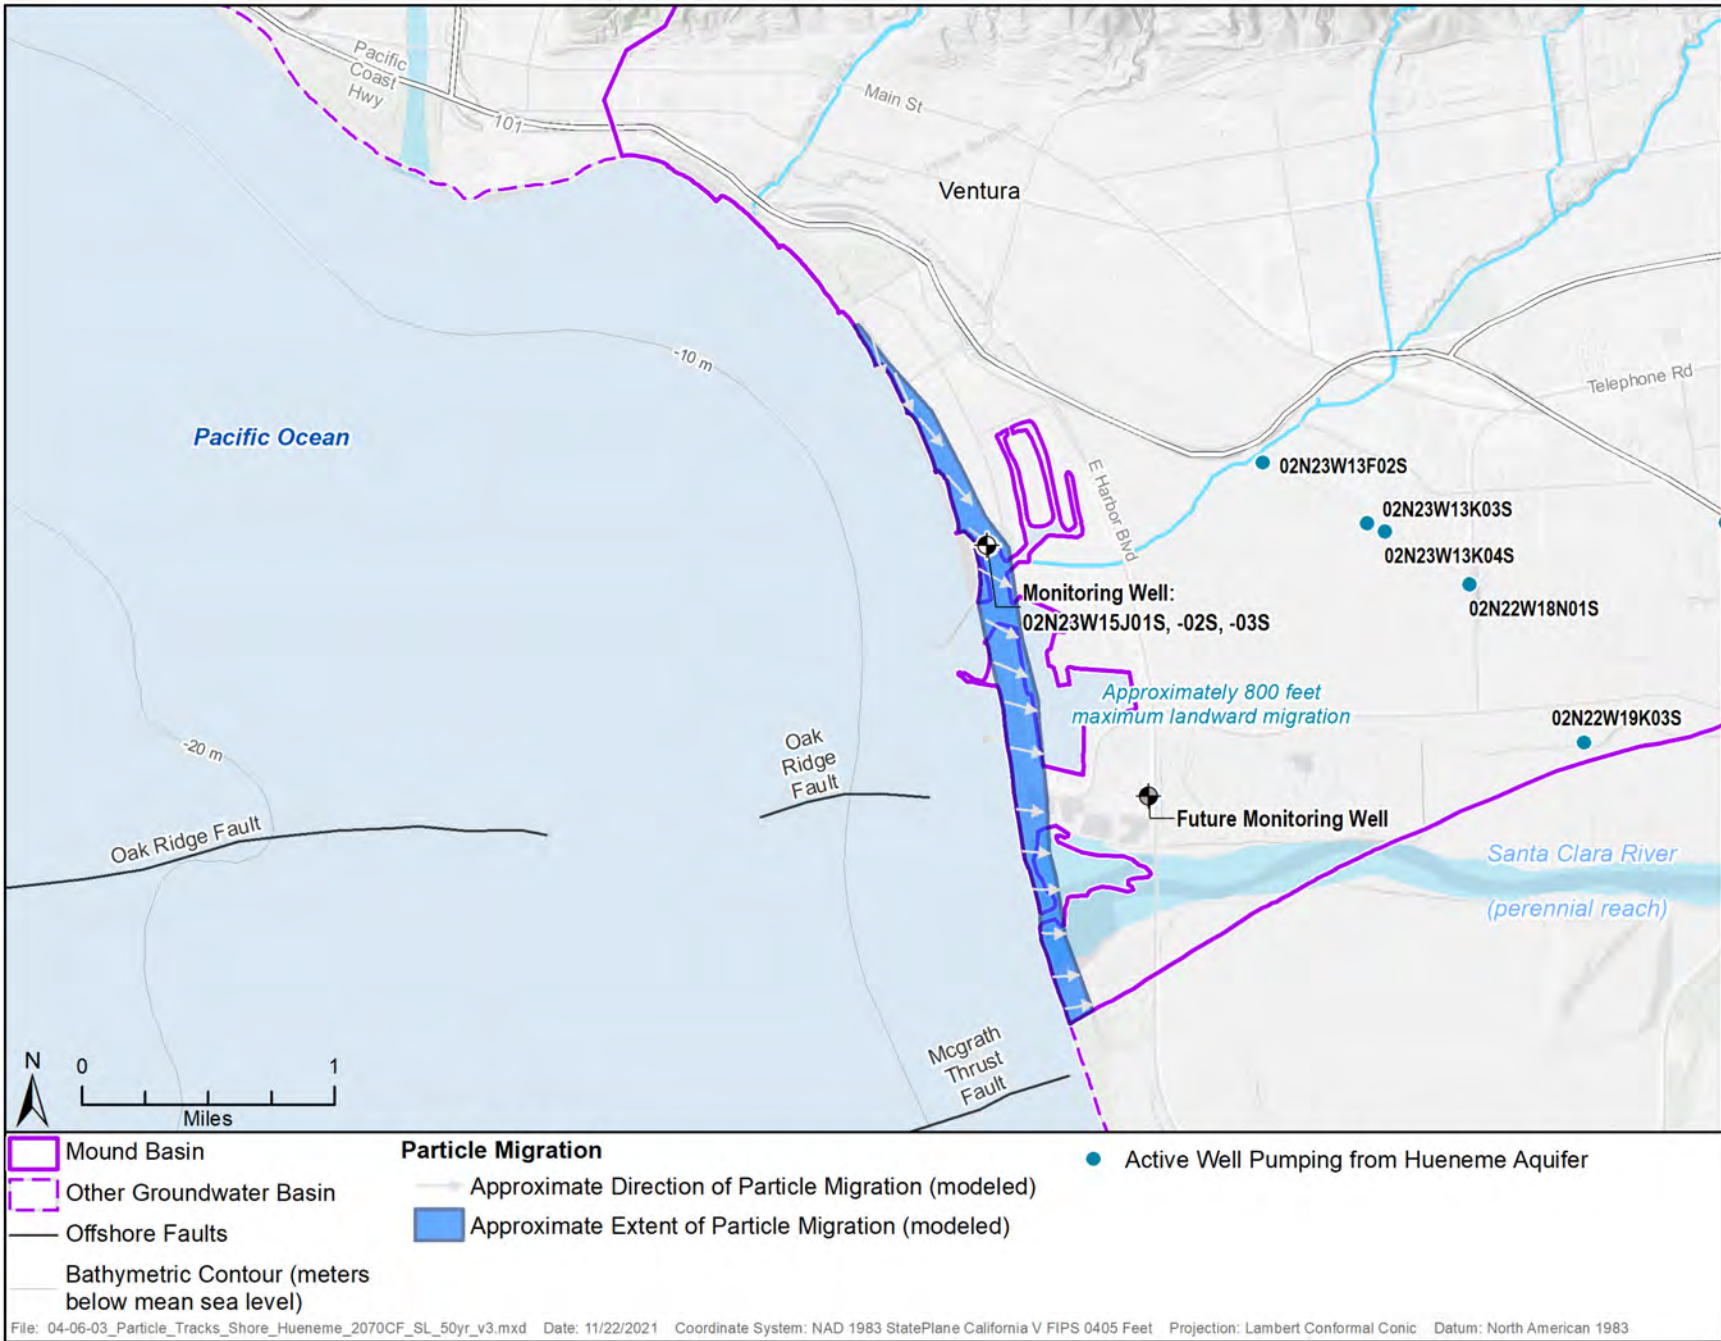 Pacific
Coast
Hwy
101
Main St
Ventura
-10 m
Telephone Rd
Pacific Ocean
E Harbor Blvd
02N23W13F02S
02N23W13K03S
02N23W13K04S
02N22W18N01S
Monitoring Well:
02N23W15J01S, -02S, -03S
Approximately 800 feet
maximum landward migration
02N22W19K03S
-20 m
Oak
Ridge
Fault
Oak Ridge Fault
Future Monitoring Well
Santa Clara River
(perennial reach)
Mcgrath
Thrust
Fault
N
0 1
Miles
Mound Basin
Other Groundwater Basin
Offshore Faults
Bathymetric Contour (meters
below mean sea level)
Particle Migration
Approximate Direction of Particle Migration (modeled)
Approximate Extent of Particle Migration (modeled)
Active Well Pumping from Hueneme Aquifer
File: 04-06-03_Particle_Tracks_Shore_Hueneme_2070CF_SL_50yr_v3.mxd Date: 11/22/2021 Coordinate System: NAD 1983 StatePlane California V FIPS 0405 Feet Projection: Lambert Conformal Conic Datum: North American 1983